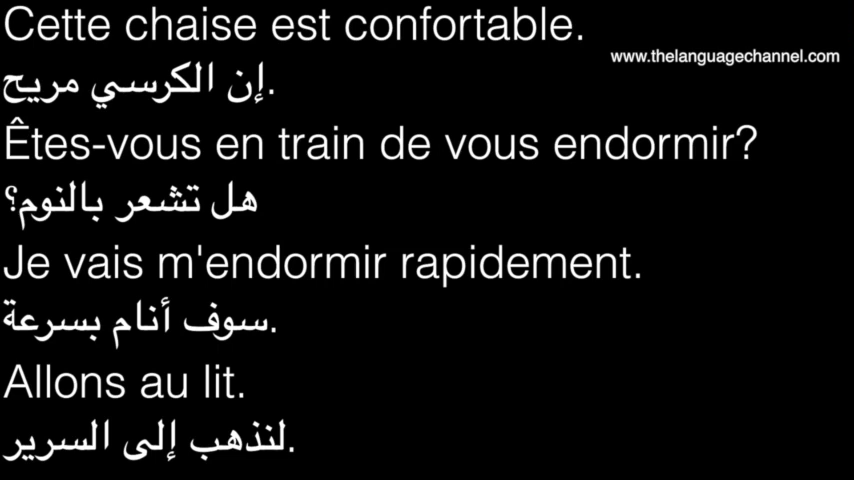 Cette chaise est confortable.
www.thelanguagechannel.com
إن الكرسي مريح.
Êtes-vous en train de vous endormir?
هل تشعر بالنوم؟
Je vais m'endormir rapidement.
سوف أنام بسرعة.
Allons au lit.
لنذهب إلى السرير.